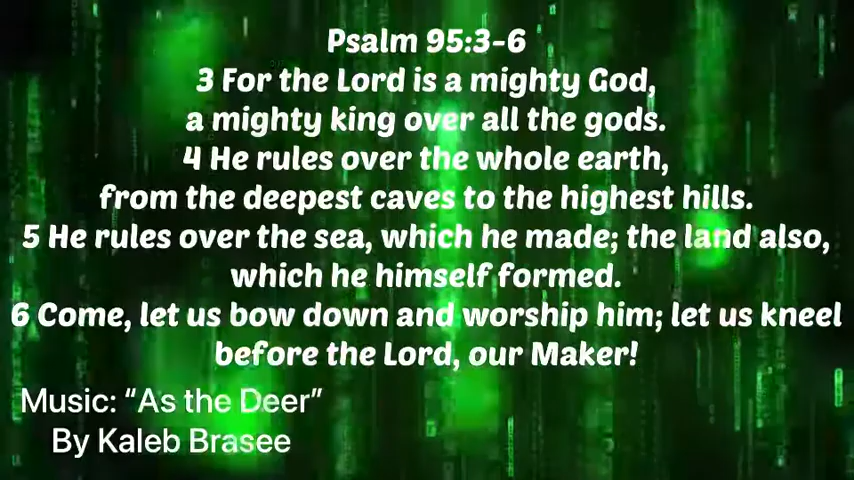 Psalm 95:3-6
3 For the Lord is a mighty God,
a mighty king over all the gods.
4 He rules over the whole earth,
from the deepest caves to the highest hills.
5 He rules over the sea, which he made; the land also,
which he himself formed.
6 Come, let us bow down and worship him; let us kneel
before the Lord, our Maker!
Music: “As the Deer”
By Kaleb Brasee